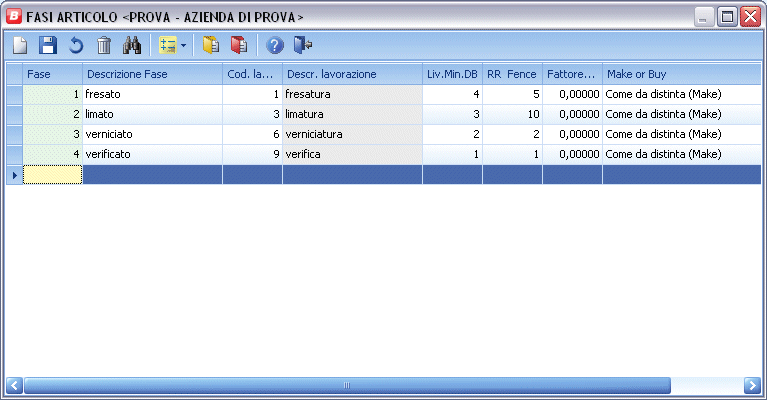 B FASI ARTICOLO <PROVA - AZIENDA DI PROVA>
Fase Descrizione Fase Cod. la... Descr. lavorazione Liv.Min.DB RR Fence Fattore... Make or Buy
1 fresato 1 fresatura 4 5 0,00000 Come da distinta (Make)
2 limato 3 limatura 3 10 0,00000 Come da distinta (Make)
3 verniciato 6 verniciatura 2 2 0,00000 Come da distinta (Make)
4 verificato 9 verifica 1 1 0,00000 Come da distinta (Make)